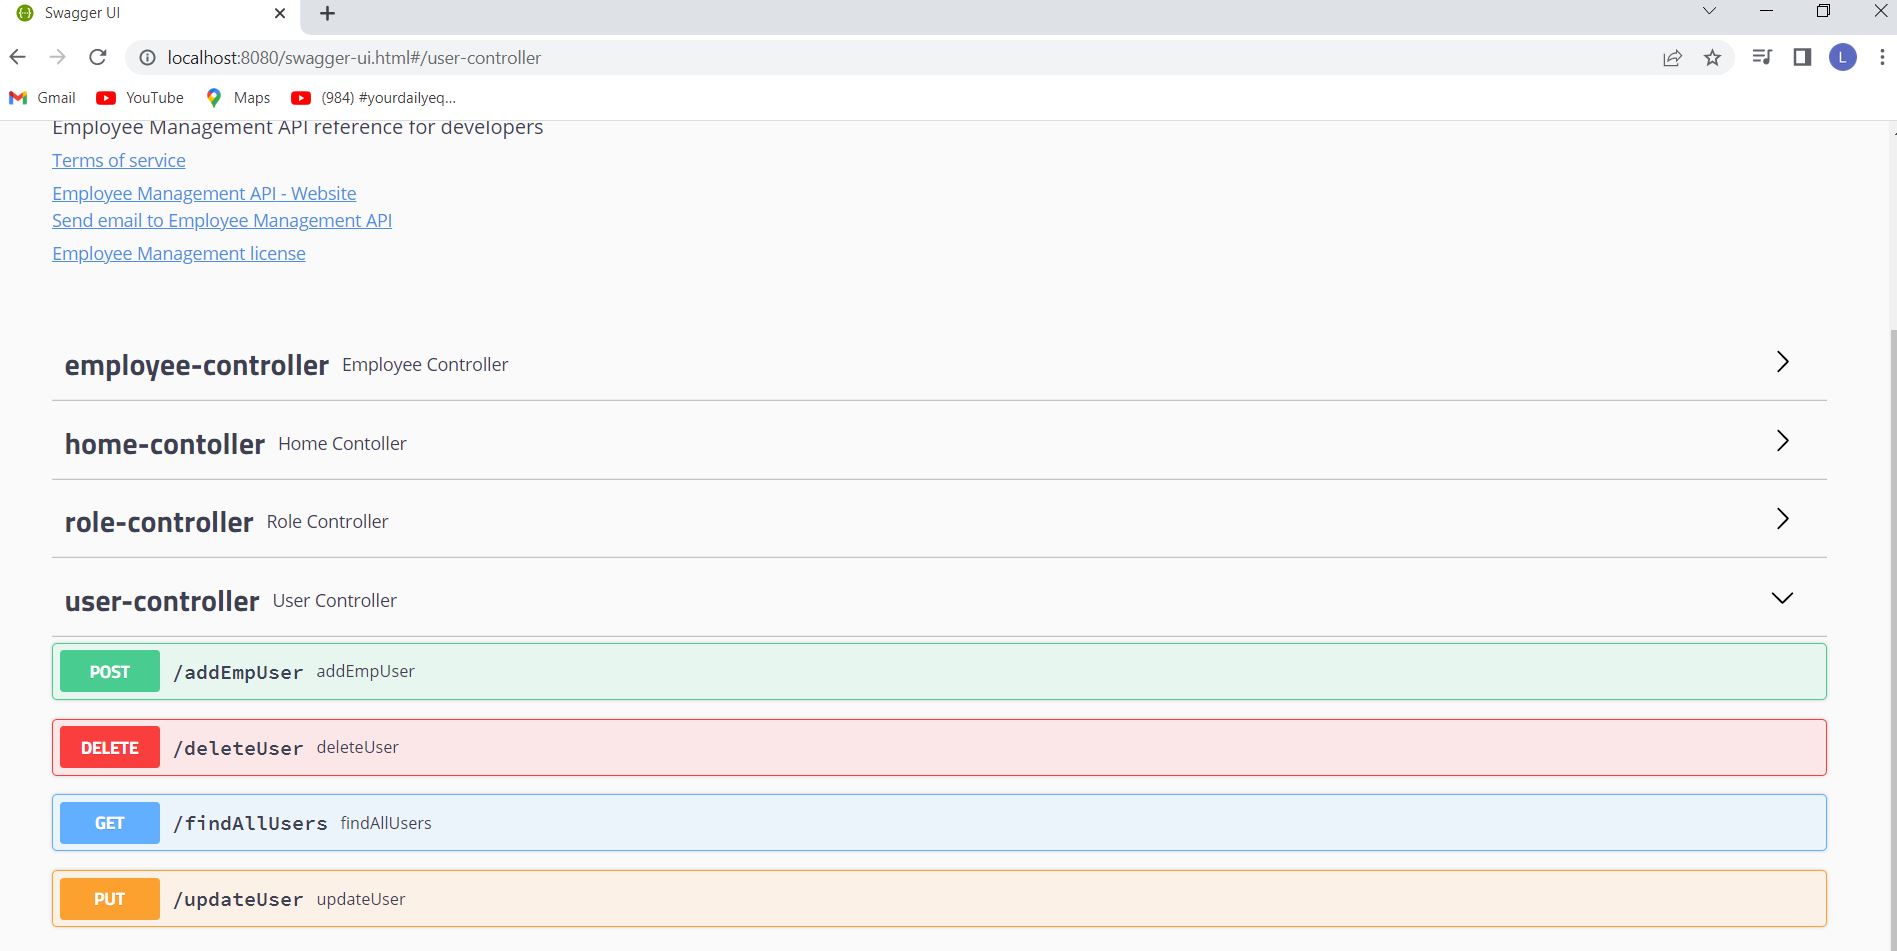 Swagger UI
localhost:8080/swagger-ui.html#/user-controller
L
Gmail YouTube Maps (984) #yourdailyeq...
Employee Management API reference for developers
Terms of service
Employee Management API - Website
Send email to Employee Management API
Employee Management license
employee-controller Employee Controller
home-contoller Home Contoller
role-controller Role Controller
user-controller User Controller
POST /addEmpUser addEmpUser
DELETE /deleteUser deleteUser
GET /findAllUsers findAllUsers
PUT /updateUser updateUser